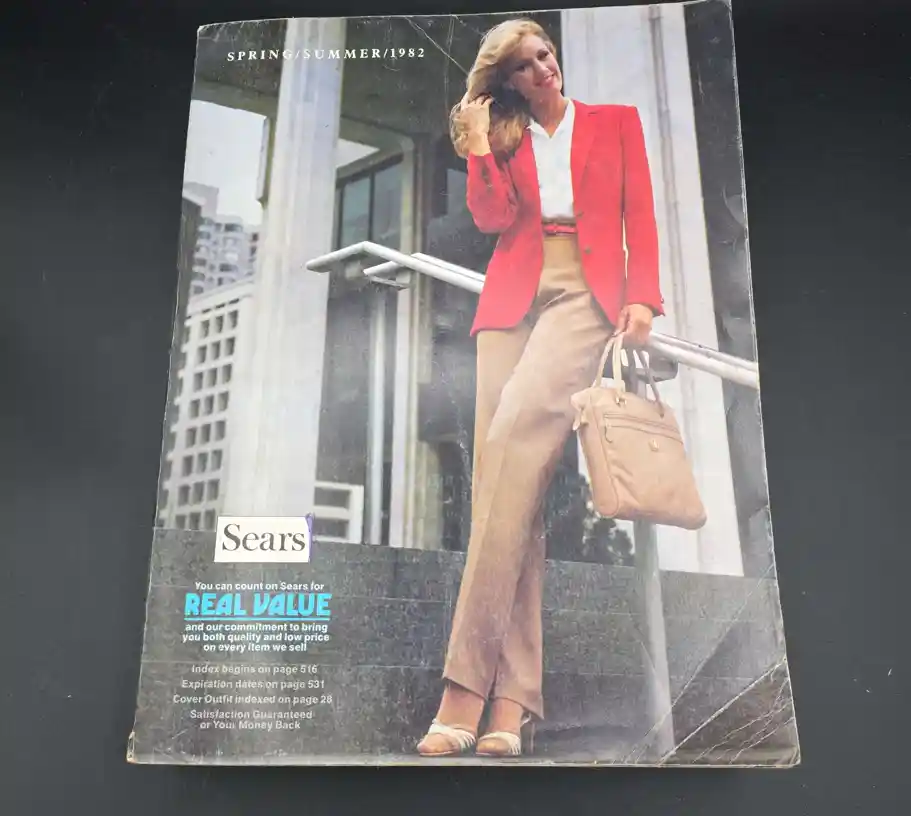 SPRING/SUMMER/1982
Sears
You can count on Sears for
REAL VALUE
and our commitment to bring
you both quality and low price
on every item we sell
Index begins on page 516
Expiration dates on page 531
Cover Outfit indexed on page 28
Satisfaction Guaranteed
or Your Money Back